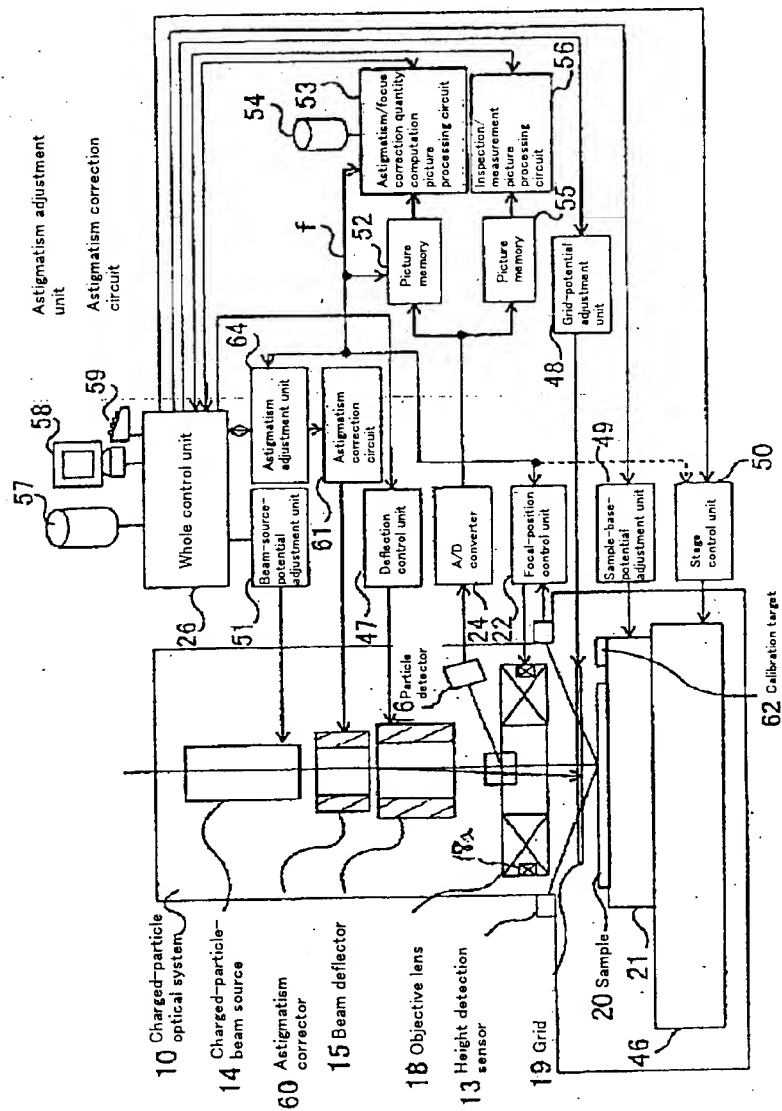 Astigmatism adjustment
unit
Astigmatism correction
circuit
57
58
59
Whole control unit
26
64
Astigmatism adjustment unit
51
Beam-source-
potential
adjustment unit
61
Astigmatism correction
circuit
47
Deflection control
unit
24
A/D
converter
22
Focal-position control
unit
49
Sample-base-potential
adjustment unit
50
Stage
control unit
f
52
Picture
memory
54
53
Astigmatism/focus
correction quantity
computation
picture
processing circuit
55
Picture
memory
56
Inspection/
measurement
picture
processing
circuit
48
Grid-potential
adjustment
unit
10 Charged-particle
optical system
14 Charged-particle-
beam source
60 Astigmatism
corrector
15 Beam deflector
16 Particle
detector
18 Objective lens
18a
13 Height detection
sensor
19 Grid
20 Sample
21
46
62 Calibration target